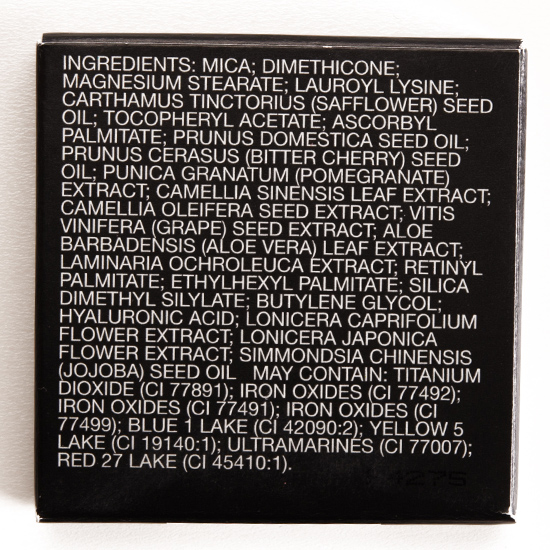 INGREDIENTS: MICA; DIMETHICONE;
MAGNESIUM STEARATE; LAUROYL LYSINE;
CARTHAMUS TINCTORIUS (SAFFLOWER) SEED
OIL; TOCOPHERYL ACETATE; ASCORBYL
PALMITATE; PRUNUS DOMESTICA SEED OIL;
PRUNUS CERASUS (BITTER CHERRY) SEED
OIL; PUNICA GRANATUM (POMEGRANATE)
EXTRACT; CAMELLIA SINENSIS LEAF EXTRACT;
CAMELLIA OLEIFERA SEED EXTRACT; VITIS
VINIFERA (GRAPE) SEED EXTRACT; ALOE
BARBADENSIS (ALOE VERA) LEAF EXTRACT;
LAMINARIA OCHROLEUCA EXTRACT; RETINYL
PALMITATE; ETHYLHEXYL PALMITATE; SILICA
DIMETHYL SILYLATE; BUTYLENE GLYCOL;
HYALURONIC ACID; LONICERA CAPRIFOLIUM
FLOWER EXTRACT; LONICERA JAPONICA
FLOWER EXTRACT; SIMMONDSIA CHINENSIS
(JOJOBA) SEED OIL MAY CONTAIN: TITANIUM
DIOXIDE (CI 77891); IRON OXIDES (CI 77492);
IRON OXIDES (CI 77491); IRON OXIDES (CI
77499); BLUE 1 LAKE (CI 42090:2); YELLOW 5
LAKE (CI 19140:1); ULTRAMARINES (CI 77007);
RED 27 LAKE (CI 45410:1).
4275